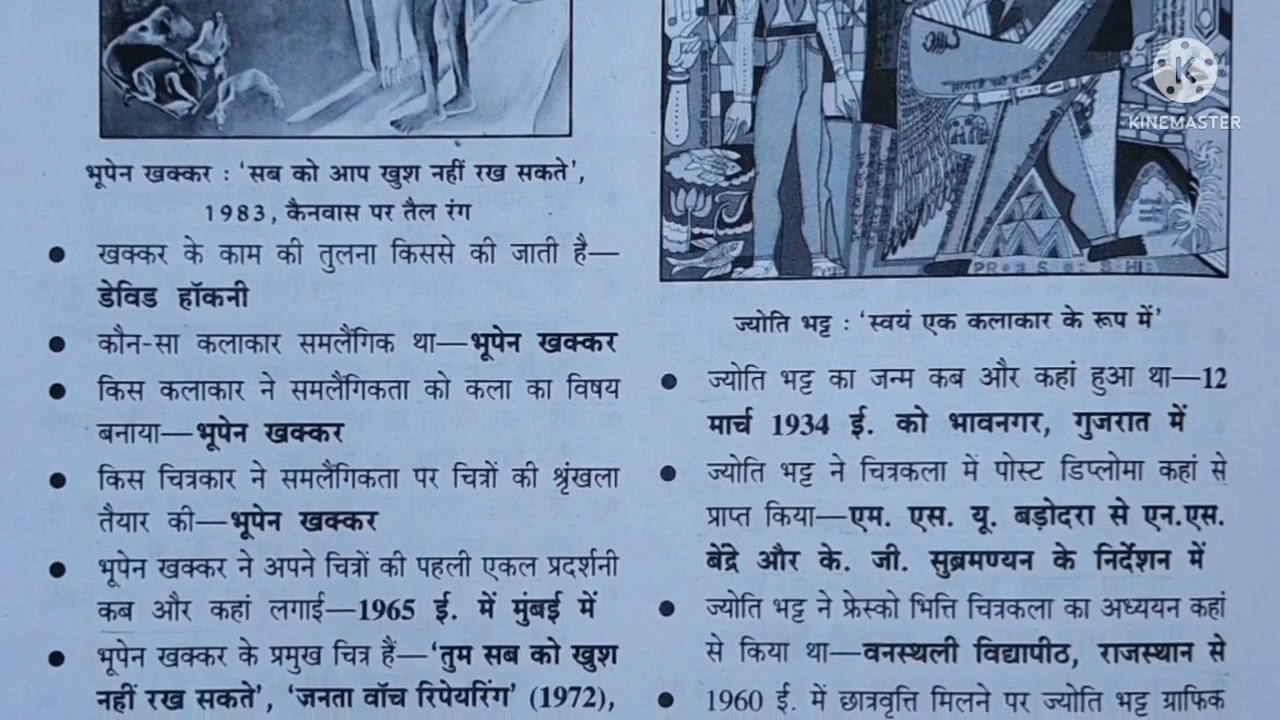 भूपेन खक्कर : ‘सब को आप खुश नहीं रख सकते’,
1983, कैनवास पर तैल रंग
● खक्कर के काम की तुलना किससे की जाती है—
डेविड हॉकनी
● कौन-सा कलाकार समलैंगिक था—भूपेन खक्कर
● किस कलाकार ने समलैंगिकता को कला का विषय
बनाया—भूपेन खक्कर
● किस चित्रकार ने समलैंगिकता पर चित्रों की श्रृंखला
तैयार की—भूपेन खक्कर
● भूपेन खक्कर ने अपने चित्रों की पहली एकल प्रदर्शनी
कब और कहां लगाई—1965 ई. में मुंबई में
● भूपेन खक्कर के प्रमुख चित्र हैं—‘तुम सब को खुश
नहीं रख सकते’, ‘जनता वॉच रिपेयरिंग’ (1972),
KINEMASTER
ज्योति भट्ट : ‘स्वयं एक कलाकार के रूप में’
● ज्योति भट्ट का जन्म कब और कहां हुआ था—12
मार्च 1934 ई. को भावनगर, गुजरात में
● ज्योति भट्ट ने चित्रकला में पोस्ट डिप्लोमा कहां से
प्राप्त किया—एम. एस. यू. बड़ोदरा से एन.एस.
बेंद्रे और के. जी. सुब्रमण्यन के निर्देशन में
● ज्योति भट्ट ने फ्रेस्को भित्ति चित्रकला का अध्ययन कहां
से किया था—वनस्थली विद्यापीठ, राजस्थान से
● 1960 ई. में छात्रवृत्ति मिलने पर ज्योति भट्ट ग्राफिक